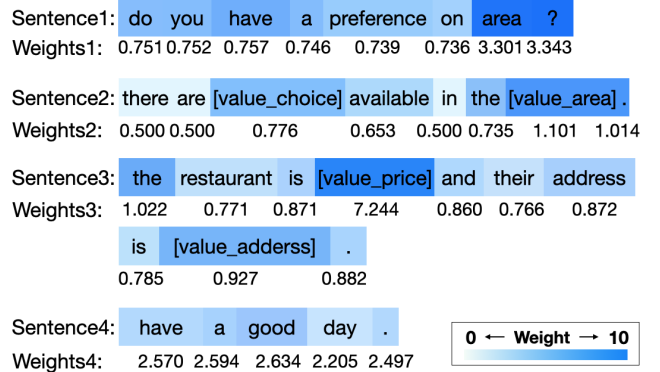 Sentence1: do you have a preference on area ?
Weights1: 0.751 0.752 0.757 0.746 0.739 0.736 3.301 3.343
Sentence2: there are [value_choice] available in the [value_area] .
Weights2: 0.500 0.500 0.776 0.653 0.500 0.735 1.101 1.014
Sentence3: the restaurant is [value_price] and their address
Weights3: 1.022 0.771 0.871 7.244 0.860 0.766 0.872
is [value_adderss] .
0.785 0.927 0.882
Sentence4: have a good day .
Weights4: 2.570 2.594 2.634 2.205 2.497
0 ← Weight → 10